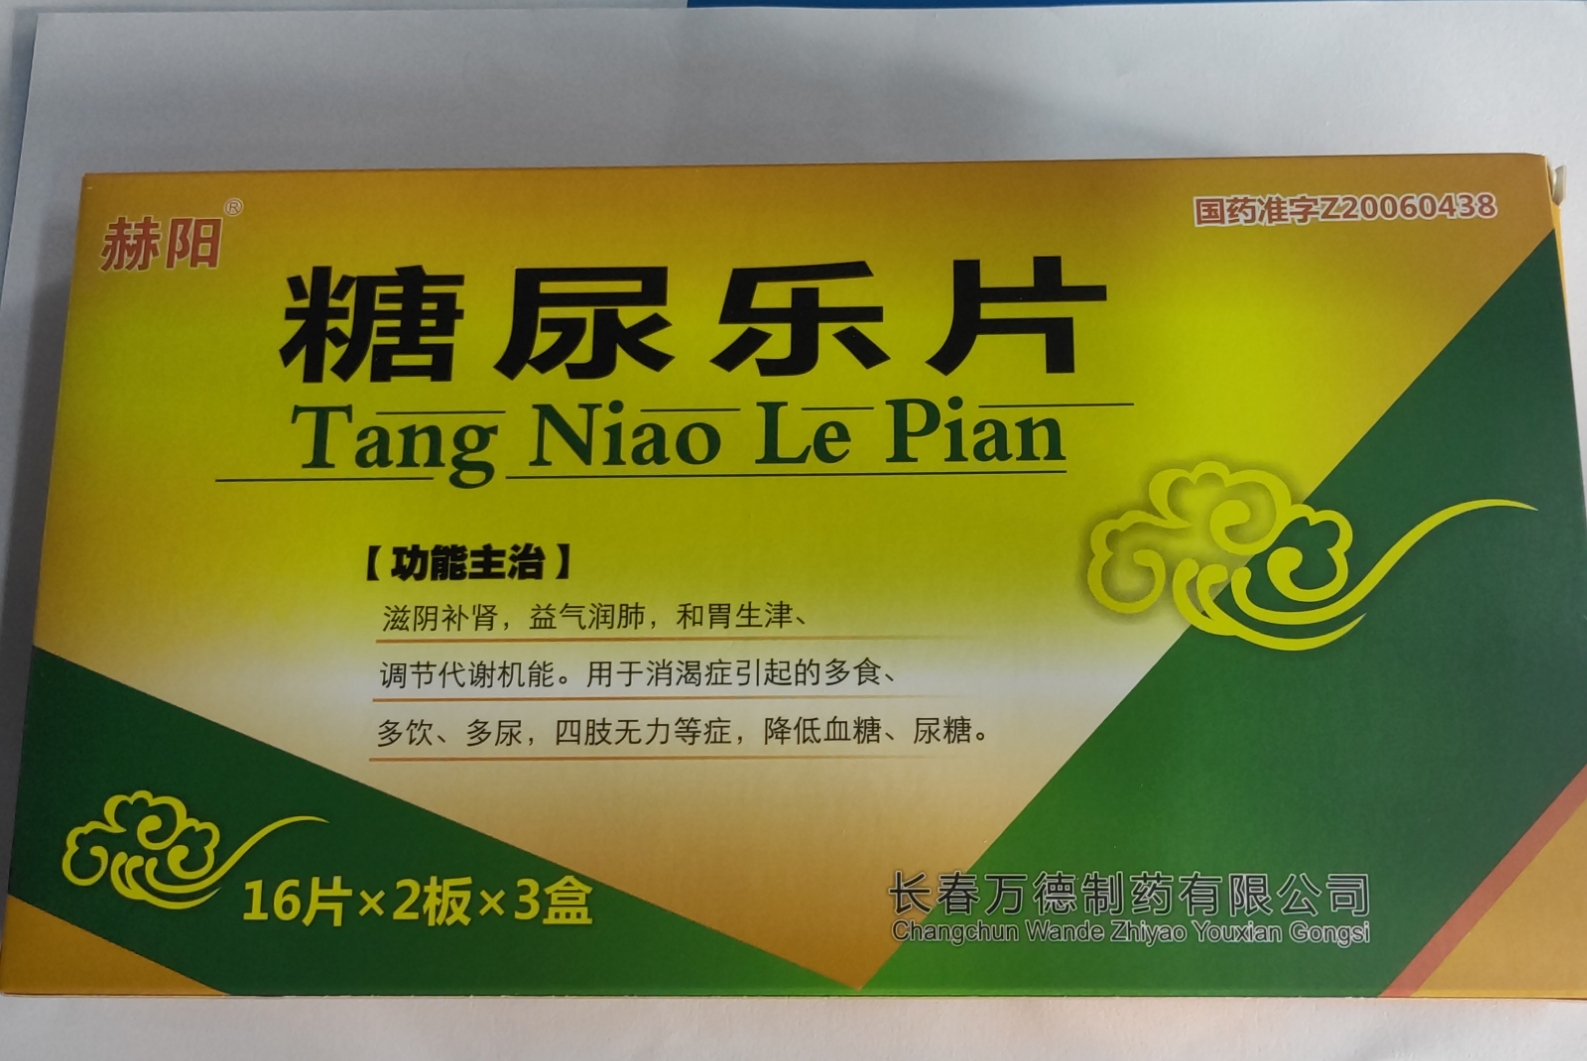 赫阳®
国药准字Z20060438
糖尿乐片
Tang Niao Le Pian
【功能主治】
滋阴补肾，益气润肺，和胃生津、
调节代谢机能。用于消渴症引起的多食、
多饮、多尿，四肢无力等症，降低血糖、尿糖。
16片×2板×3盒
长春万德制药有限公司
Changchun Wande Zhiyao Youxian Gongsi